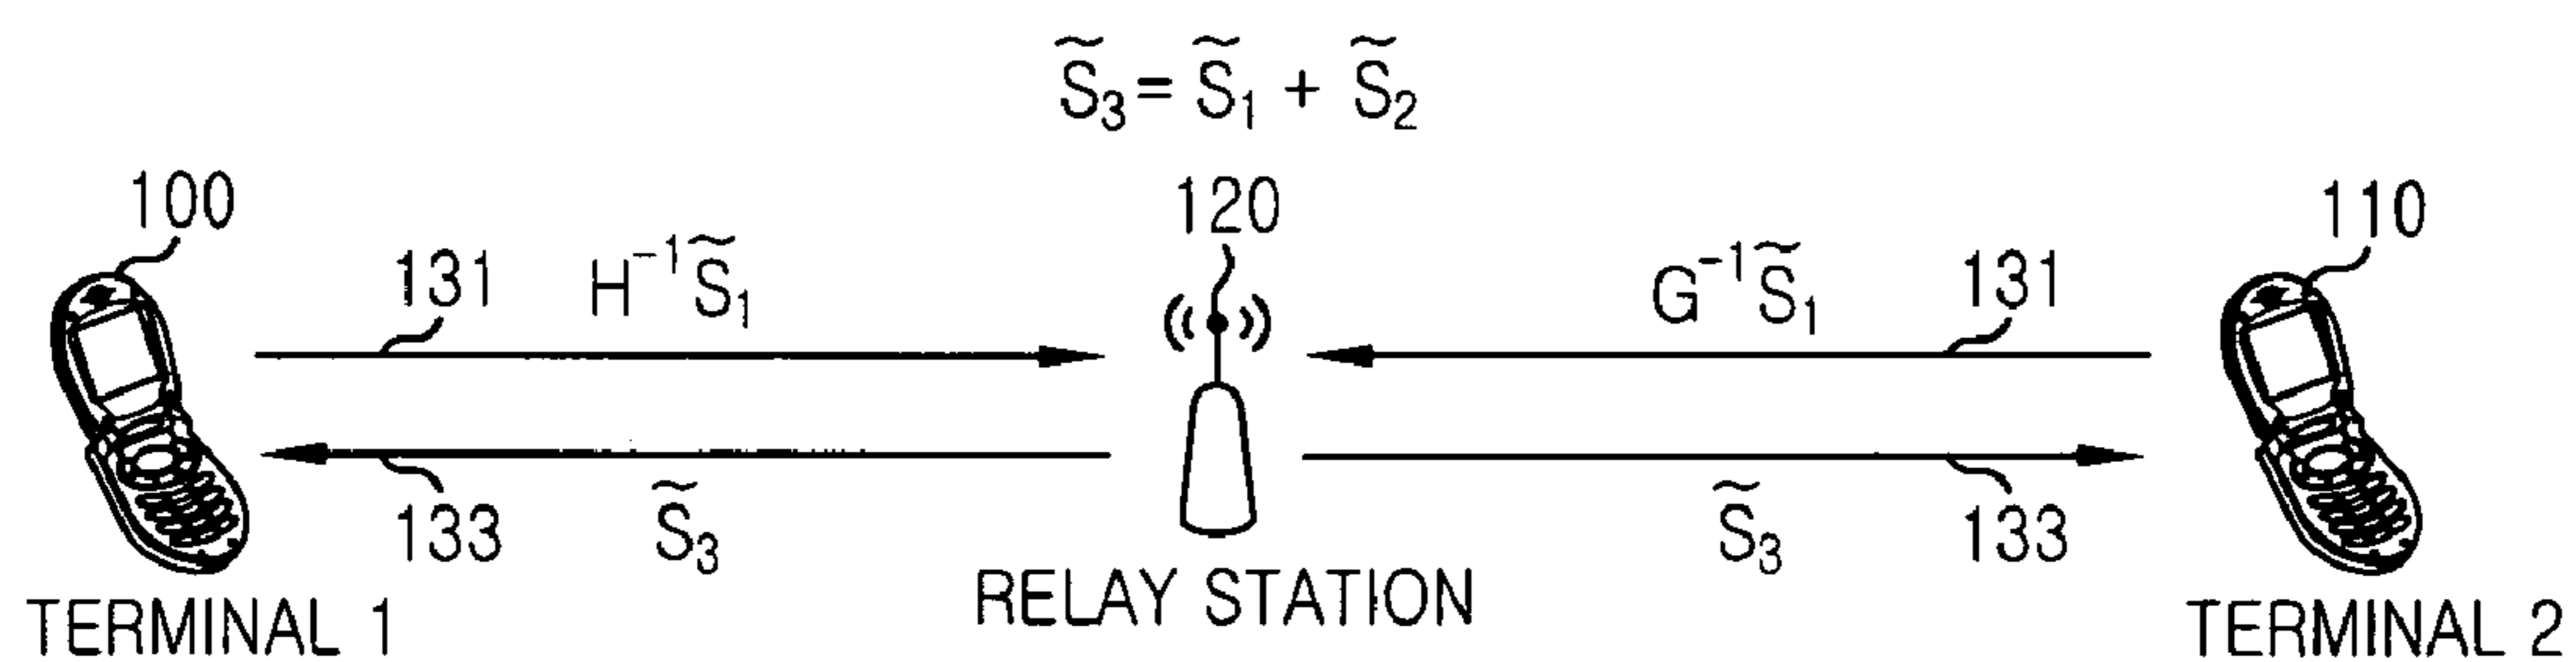 S̃₃ = S̃₁ + S̃₂
100
120
110
131
H⁻¹S̃₁
G⁻¹S̃₁
131
133
S̃₃
S̃₃
133
TERMINAL 1
RELAY STATION
TERMINAL 2